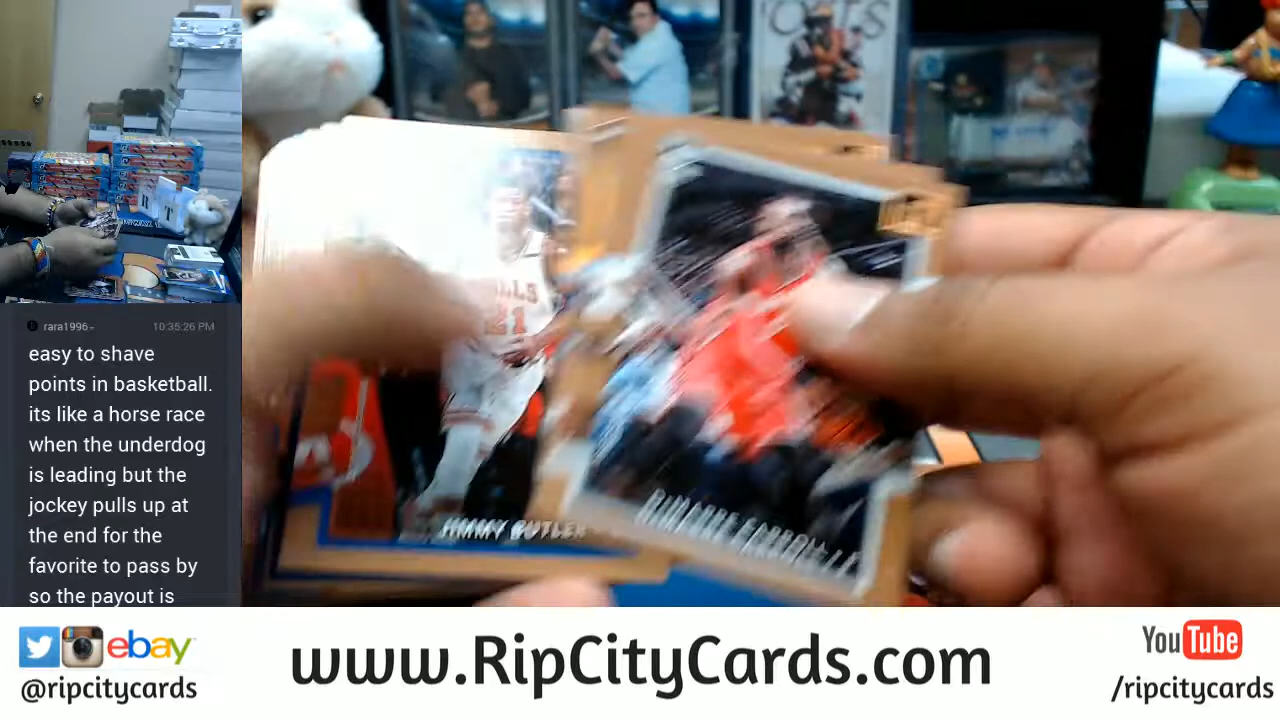 rara1996- 10:35:26 PM
easy to shave
points in basketball.
its like a horse race
when the underdog
is leading but the
jockey pulls up at
the end for the
favorite to pass by
so the payout is
JIMMY BUTLER
21
DEMARRE CARROLL
ebay
@ripcitycards
www.RipCityCards.com
YouTube
/ripcitycards